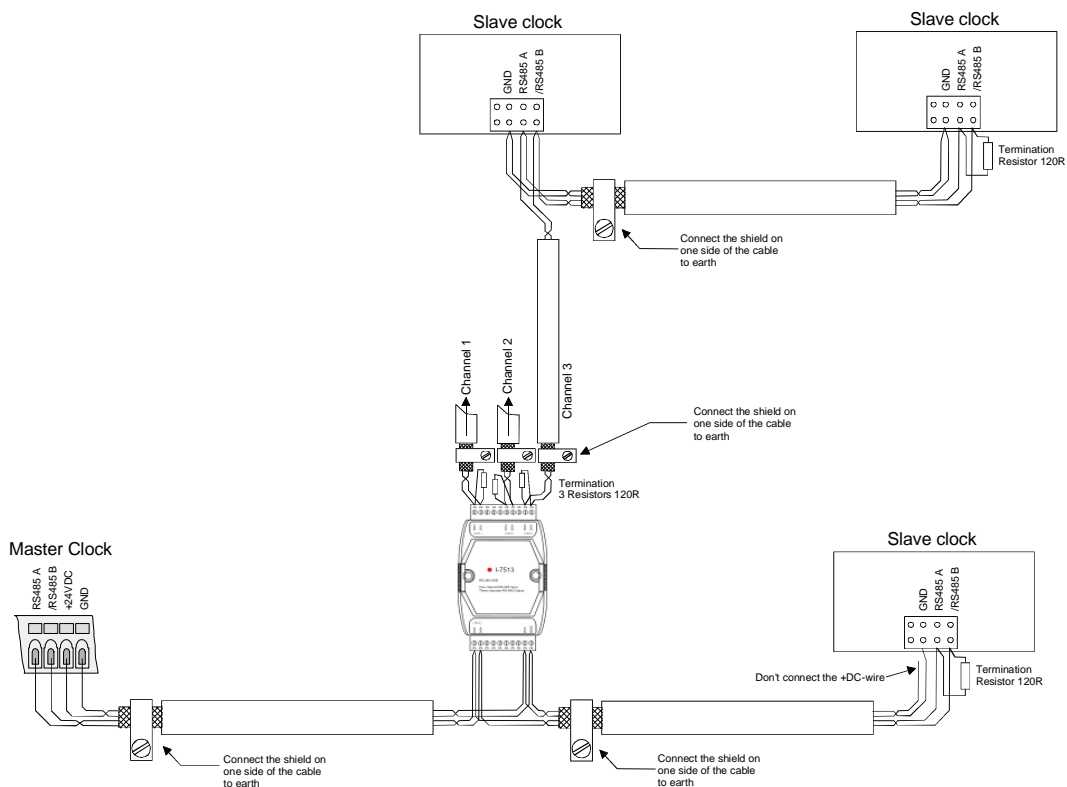 Slave clock
GND
RS485 A
/RS485 B
Slave clock
GND
RS485 A
/RS485 B
Termination
Resistor 120R
Connect the shield on
one side of the cable
to earth
Channel 1
Channel 2
Channel 3
Connect the shield on
one side of the cable
to earth
Termination
3 Resistors 120R
I-7513
Master Clock
RS485 A
/RS485 B
+24VDC
GND
Slave clock
GND
RS485 A
/RS485 B
Don't connect the +DC-wire
Termination
Resistor 120R
Connect the shield on
one side of the cable
to earth
Connect the shield on
one side of the cable
to earth